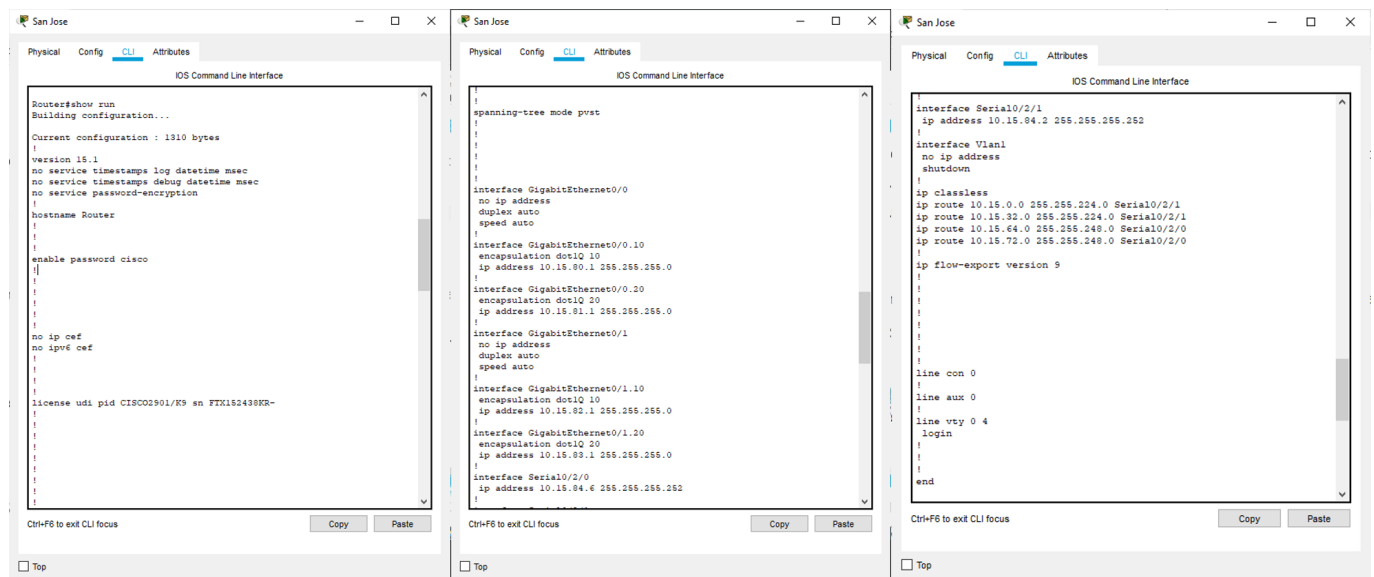 San Jose
Physical Config CLI Attributes
IOS Command Line Interface
Router#show run
Building configuration...
Current configuration : 1310 bytes
!
version 15.1
no service timestamps log datetime msec
no service timestamps debug datetime msec
no service password-encryption
!
hostname Router
!
!
!
enable password cisco
!
!
!
!
!
!
no ip cef
no ipv6 cef
!
!
!
!
license udi pid CISCO2901/K9 sn FTX152438KR-
!
!
!
!
!
!
!
!
!
Ctrl+F6 to exit CLI focus
Copy Paste
Top
San Jose
Physical Config CLI Attributes
IOS Command Line Interface
!
!
spanning-tree mode pvst
!
!
!
!
!
!
interface GigabitEthernet0/0
no ip address
duplex auto
speed auto
!
interface GigabitEthernet0/0.10
encapsulation dot1Q 10
ip address 10.15.80.1 255.255.255.0
!
interface GigabitEthernet0/0.20
encapsulation dot1Q 20
ip address 10.15.81.1 255.255.255.0
!
interface GigabitEthernet0/1
no ip address
duplex auto
speed auto
!
interface GigabitEthernet0/1.10
encapsulation dot1Q 10
ip address 10.15.82.1 255.255.255.0
!
interface GigabitEthernet0/1.20
encapsulation dot1Q 20
ip address 10.15.83.1 255.255.255.0
!
interface Serial0/2/0
ip address 10.15.84.6 255.255.255.252
!
Ctrl+F6 to exit CLI focus
Copy Paste
Top
San Jose
Physical Config CLI Attributes
IOS Command Line Interface
!
interface Serial0/2/1
ip address 10.15.84.2 255.255.255.252
!
interface Vlan1
no ip address
shutdown
!
ip classless
ip route 10.15.0.0 255.255.224.0 Serial0/2/1
ip route 10.15.32.0 255.255.224.0 Serial0/2/1
ip route 10.15.64.0 255.255.248.0 Serial0/2/0
ip route 10.15.72.0 255.255.248.0 Serial0/2/0
!
ip flow-export version 9
!
!
!
!
!
!
!
!
line con 0
!
line aux 0
!
line vty 0 4
login
!
!
!
end
Ctrl+F6 to exit CLI focus
Copy Paste
Top